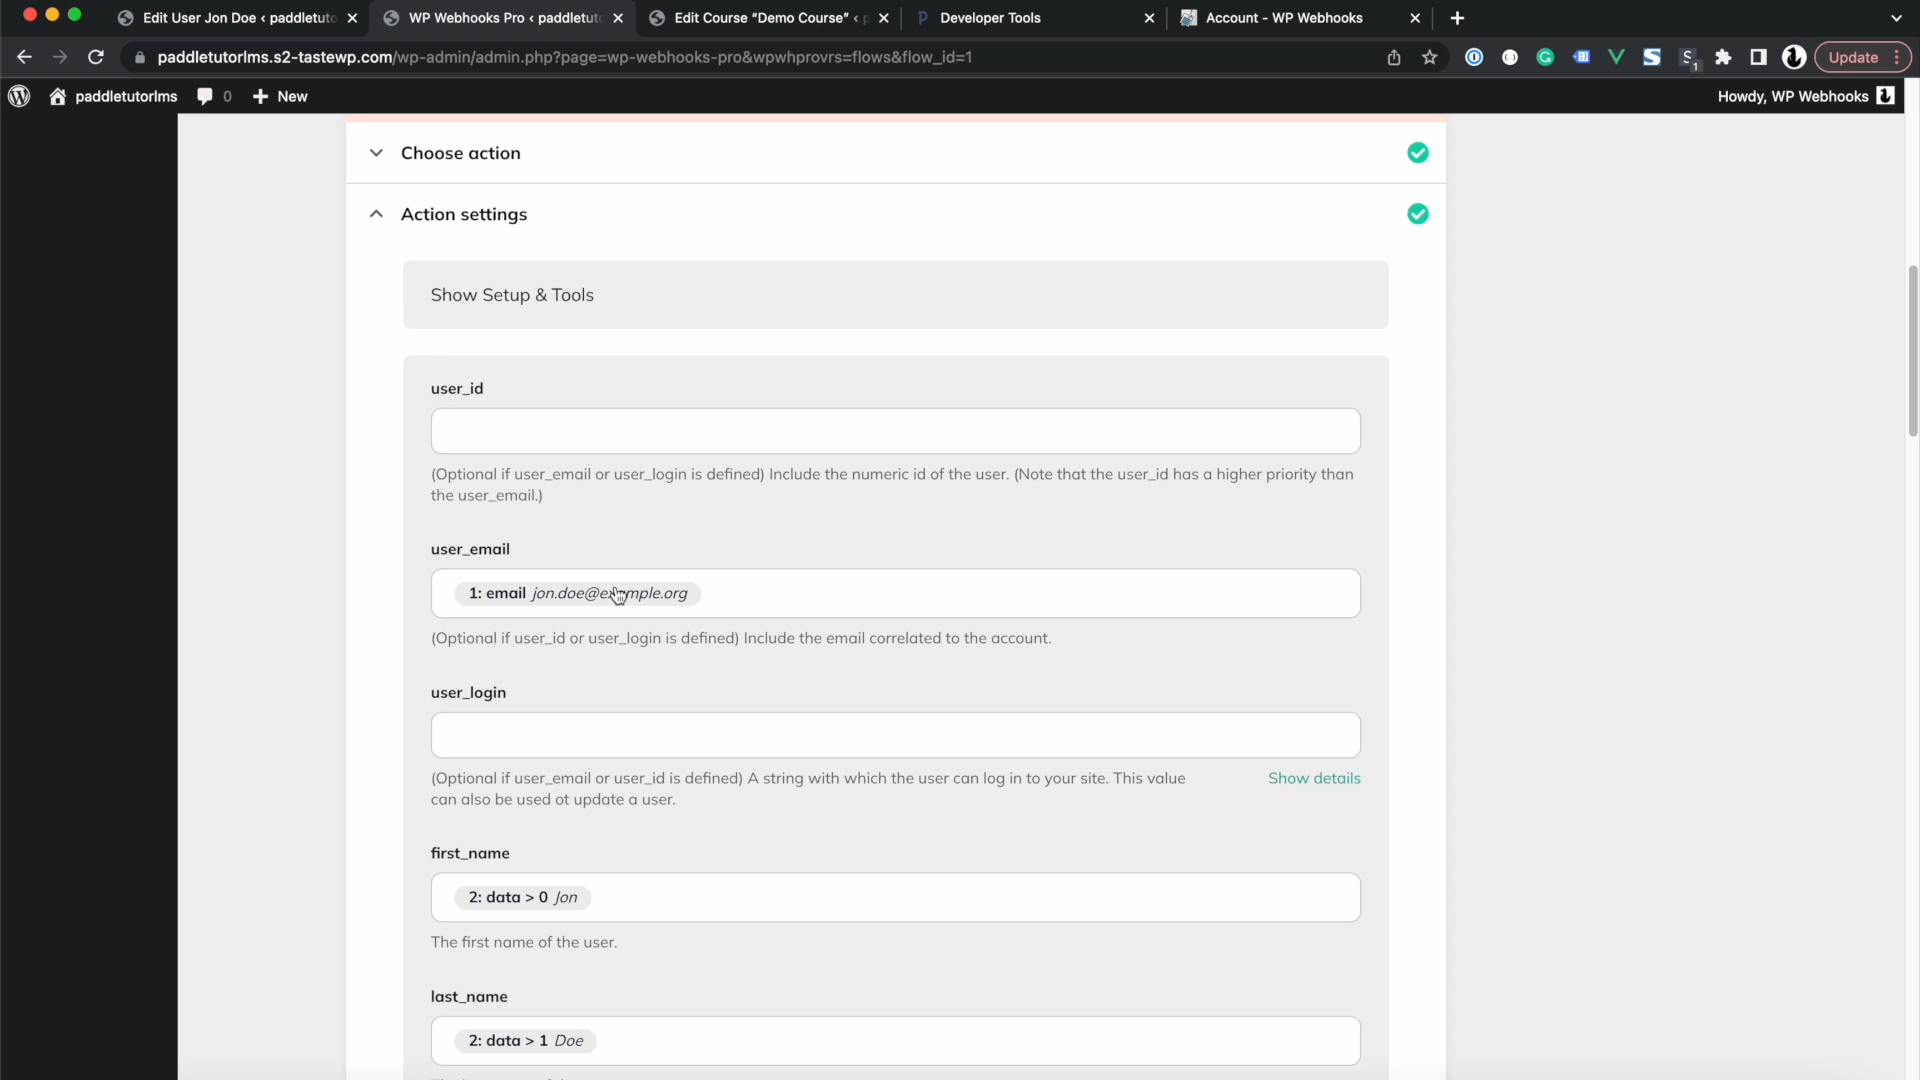 Edit User Jon Doe ‹ paddletuto
WP Webhooks Pro ‹ paddletuto
Edit Course “Demo Course” ‹ p
Developer Tools
Account - WP Webhooks
paddletutorlms.s2-tastewp.com/wp-admin/admin.php?page=wp-webhooks-pro&wpwhprovrs=flows&flow_id=1
Update
paddletutorlms
0
New
Howdy, WP Webhooks
Choose action
Action settings
Show Setup & Tools
user_id
(Optional if user_email or user_login is defined) Include the numeric id of the user. (Note that the user_id has a higher priority than
the user_email.)
user_email
1: email jon.doe@example.org
(Optional if user_id or user_login is defined) Include the email correlated to the account.
user_login
(Optional if user_email or user_id is defined) A string with which the user can log in to your site. This value
can also be used ot update a user.
Show details
first_name
2: data > 0 Jon
The first name of the user.
last_name
2: data > 1 Doe